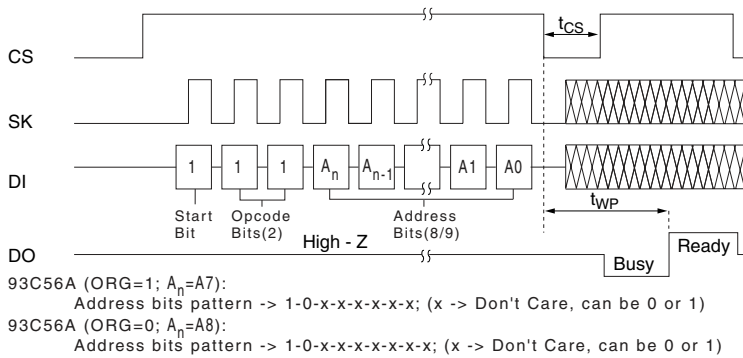 tCS
CS
SK
DI
1 1 1 An An-1 A1 A0
Start Bit
Opcode Bits(2)
Address Bits(8/9)
tWP
High - Z
DO
Busy
Ready
93C56A (ORG=1; An=A7):
Address bits pattern -> 1-0-x-x-x-x-x-x; (x -> Don't Care, can be 0 or 1)
93C56A (ORG=0; An=A8):
Address bits pattern -> 1-0-x-x-x-x-x-x-x; (x -> Don't Care, can be 0 or 1)